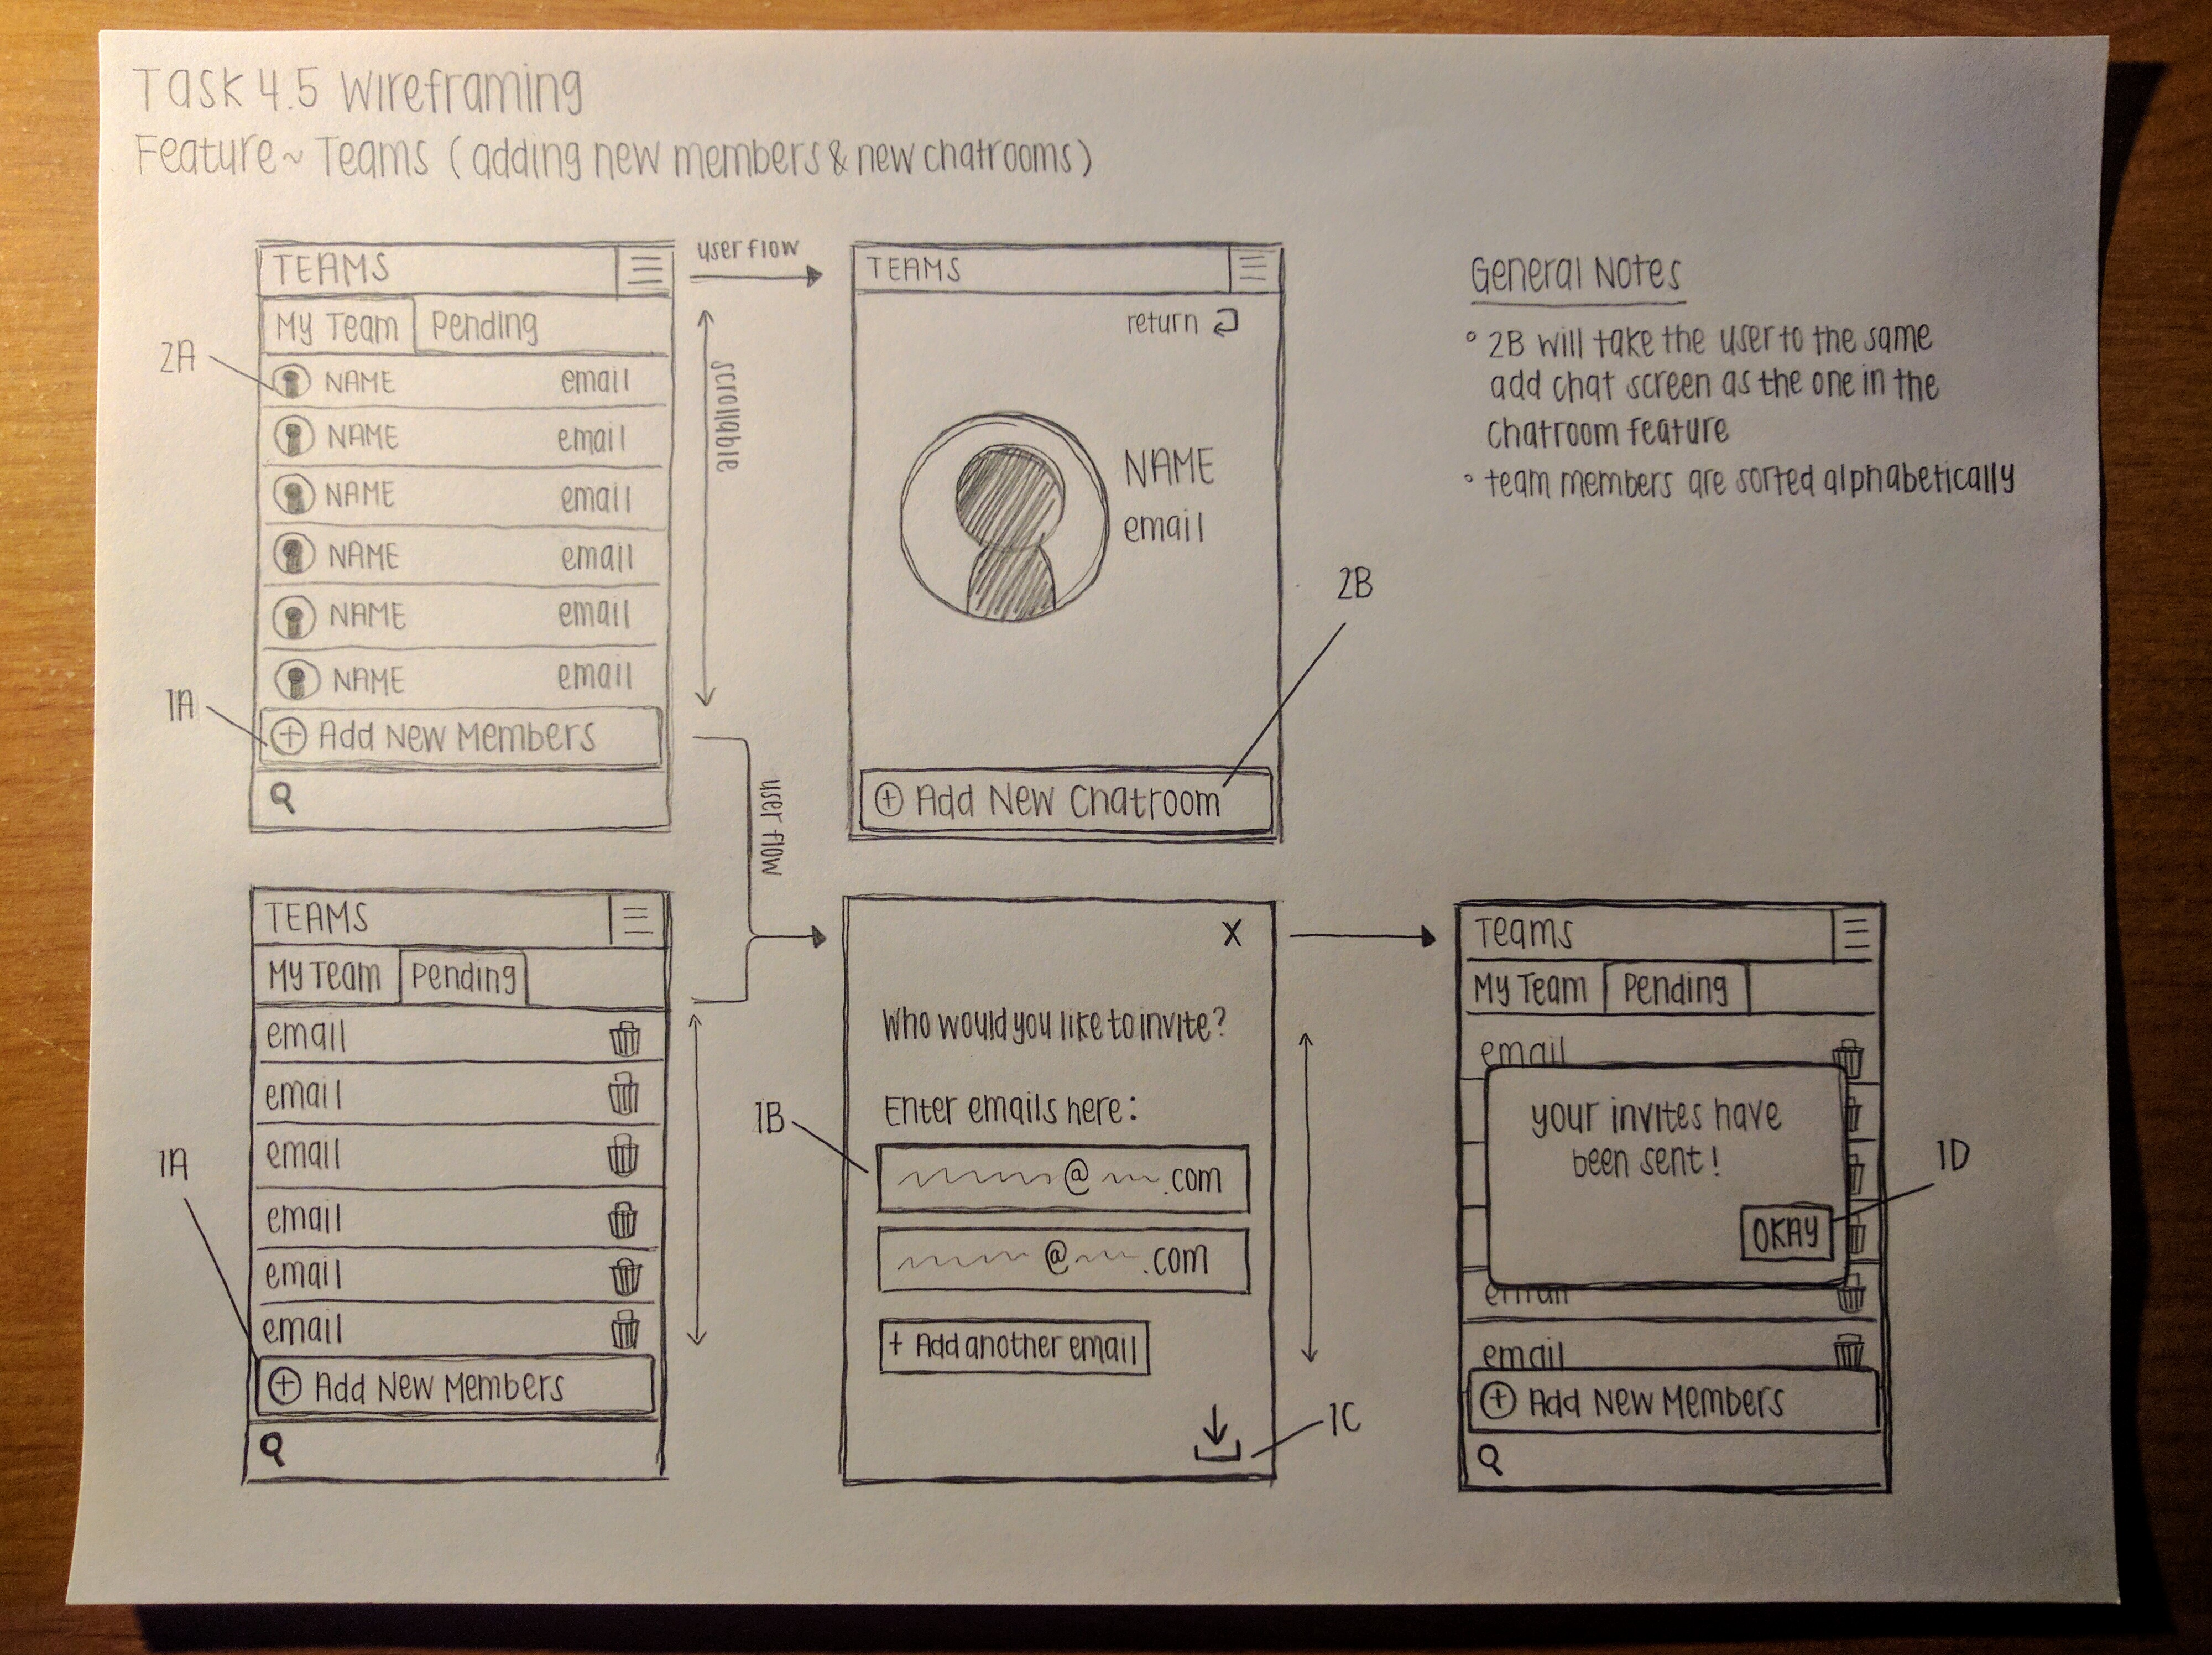 Task 4.5 Wireframing
Feature ~ Teams (adding new members & new chatrooms)
TEAMS
My Team Pending
2A
NAME email
NAME email
NAME email
NAME email
NAME email
NAME email
1A
+ Add New Members
user flow
scrollable
TEAMS
return
NAME
email
2B
+ Add New Chatroom
General Notes
° 2B will take the user to the same
add chat screen as the one in the
chatroom feature
° team members are sorted alphabetically
user flow
TEAMS
My Team Pending
email
email
email
email
email
email
1A
+ Add New Members
X
Who would you like to invite?
Enter emails here:
1B
@ .com
@ .com
+ Add another email
1C
Teams
My Team Pending
email
your invites have
been sent!
OKAY
1D
email
email
+ Add New Members